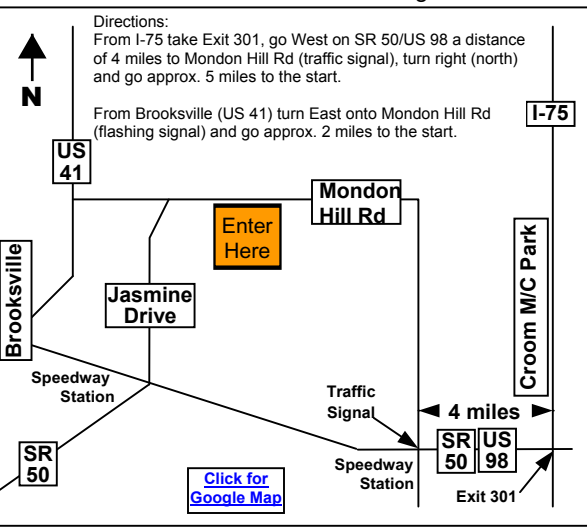 Directions:
From I-75 take Exit 301, go West on SR 50/US 98 a distance
of 4 miles to Mondon Hill Rd (traffic signal), turn right (north)
and go approx. 5 miles to the start.
From Brooksville (US 41) turn East onto Mondon Hill Rd
(flashing signal) and go approx. 2 miles to the start.
N
I-75
US
41
Mondon
Hill Rd
Enter
Here
Brooksville
Jasmine
Drive
Croom M/C Park
Speedway
Station
Traffic
Signal
4 miles
SR
50
US
98
SR
50
Click for
Google Map
Speedway
Station
Exit 301